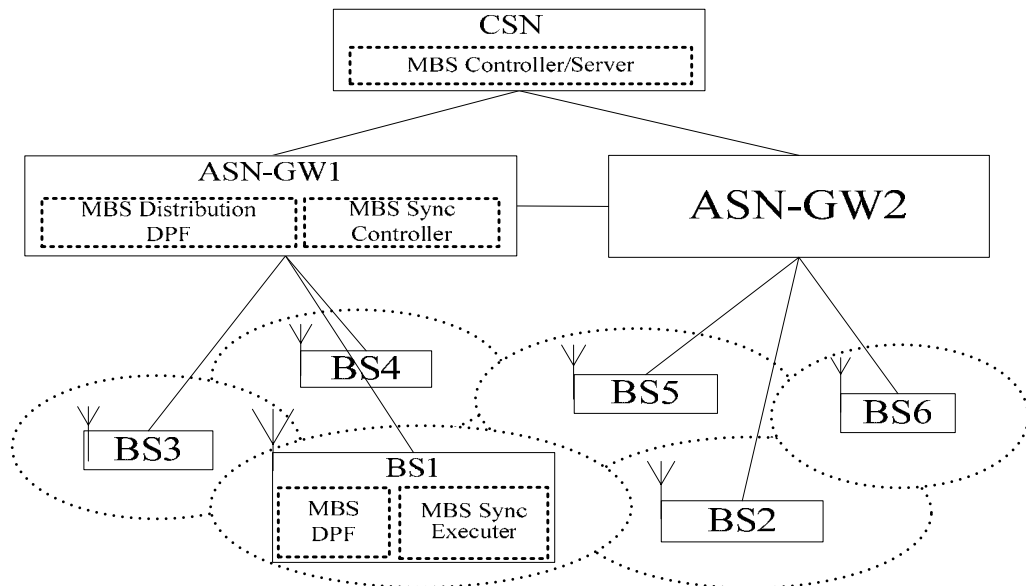 CSN
MBS Controller/Server
ASN-GW1
MBS Distribution
DPF
MBS Sync
Controller
ASN-GW2
BS4
BS5
BS6
BS3
BS1
MBS
DPF
MBS Sync
Executer
BS2